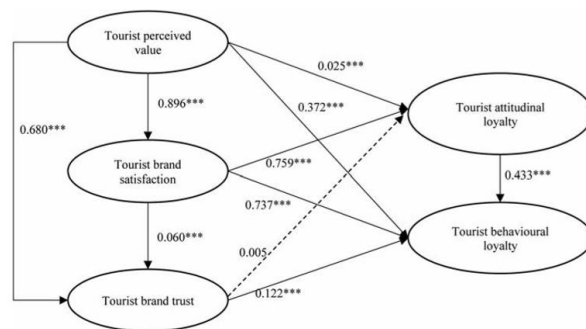 Tourist perceived
value
0.025***
0.896***
0.372***
Tourist attitudinal
loyalty
0.680***
Tourist brand
satisfaction
0.759***
0.433***
0.737***
0.060***
Tourist behavioural
loyalty
0.005
Tourist brand trust
0.122***